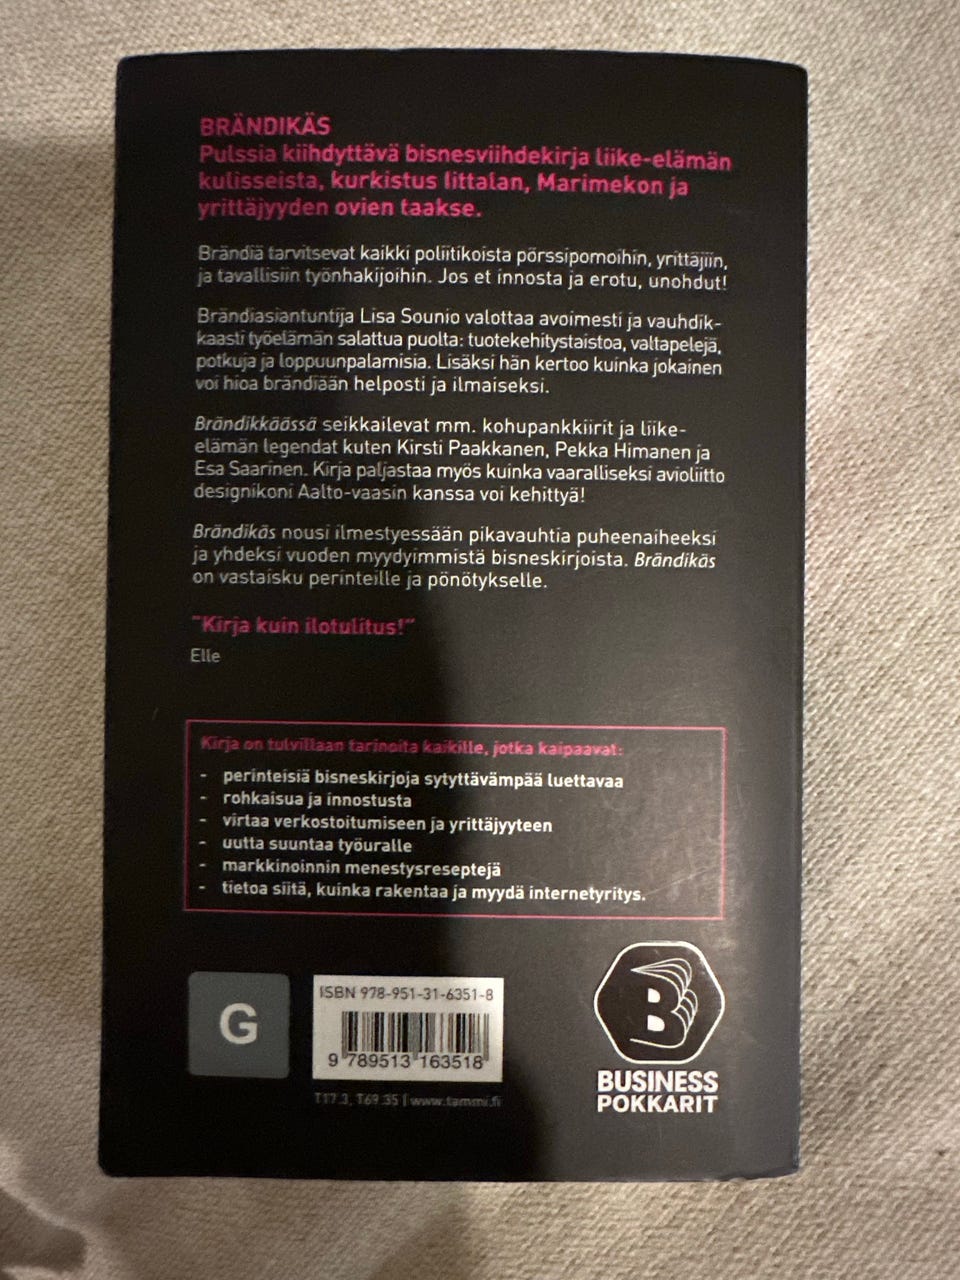 BRÄNDIKÄS
Pulssia kiihdyttävä bisnesviihdekirja liike-elämän
kulisseista, kurkistus Iittalan, Marimekon ja
yrittäjyyden ovien taakse.
Brändiä tarvitsevat kaikki poliitikoista pörssipomoihin, yrittäjiin,
ja tavallisiin työnhakijoihin. Jos et innosta ja erotu, unohdut!
Brändiasiantuntija Lisa Sounio valottaa avoimesti ja vauhdik-
kaasti työelämän salattua puolta: tuotekehitystaistoa, valtapelejä,
potkuja ja loppuunpalamisia. Lisäksi hän kertoo kuinka jokainen
voi hioa brändiään helposti ja ilmaiseksi.
Brändikkäässä seikkailevat mm. kohupankkiirit ja liike-
elämän legendat kuten Kirsti Paakkanen, Pekka Himanen ja
Esa Saarinen. Kirja paljastaa myös kuinka vaaralliseksi avioliitto
designikoni Aalto-vaasin kanssa voi kehittyä!
Brändikäs nousi ilmestyessään pikavauhtia puheenaiheeksi
ja yhdeksi vuoden myydyimmistä bisneskirjoista. Brändikäs
on vastaisku perinteille ja pönötykselle.
"Kirja kuin ilotulitus!"
Elle
Kirja on tulvillaan tarinoita kaikille, jotka kaipaavat:
- perinteisiä bisneskirjoja sytyttävämpää luettavaa
- rohkaisua ja innostusta
- virtaa verkostoitumiseen ja yrittäjyyteen
- uutta suuntaa työuralle
- markkinoinnin menestysreseptejä
- tietoa siitä, kuinka rakentaa ja myydä internetyritys.
G
ISBN 978-951-31-6351-8
9 789513 163518
T17.3, T69.35 | www.tammi.fi
B
BUSINESS
POKKARIT